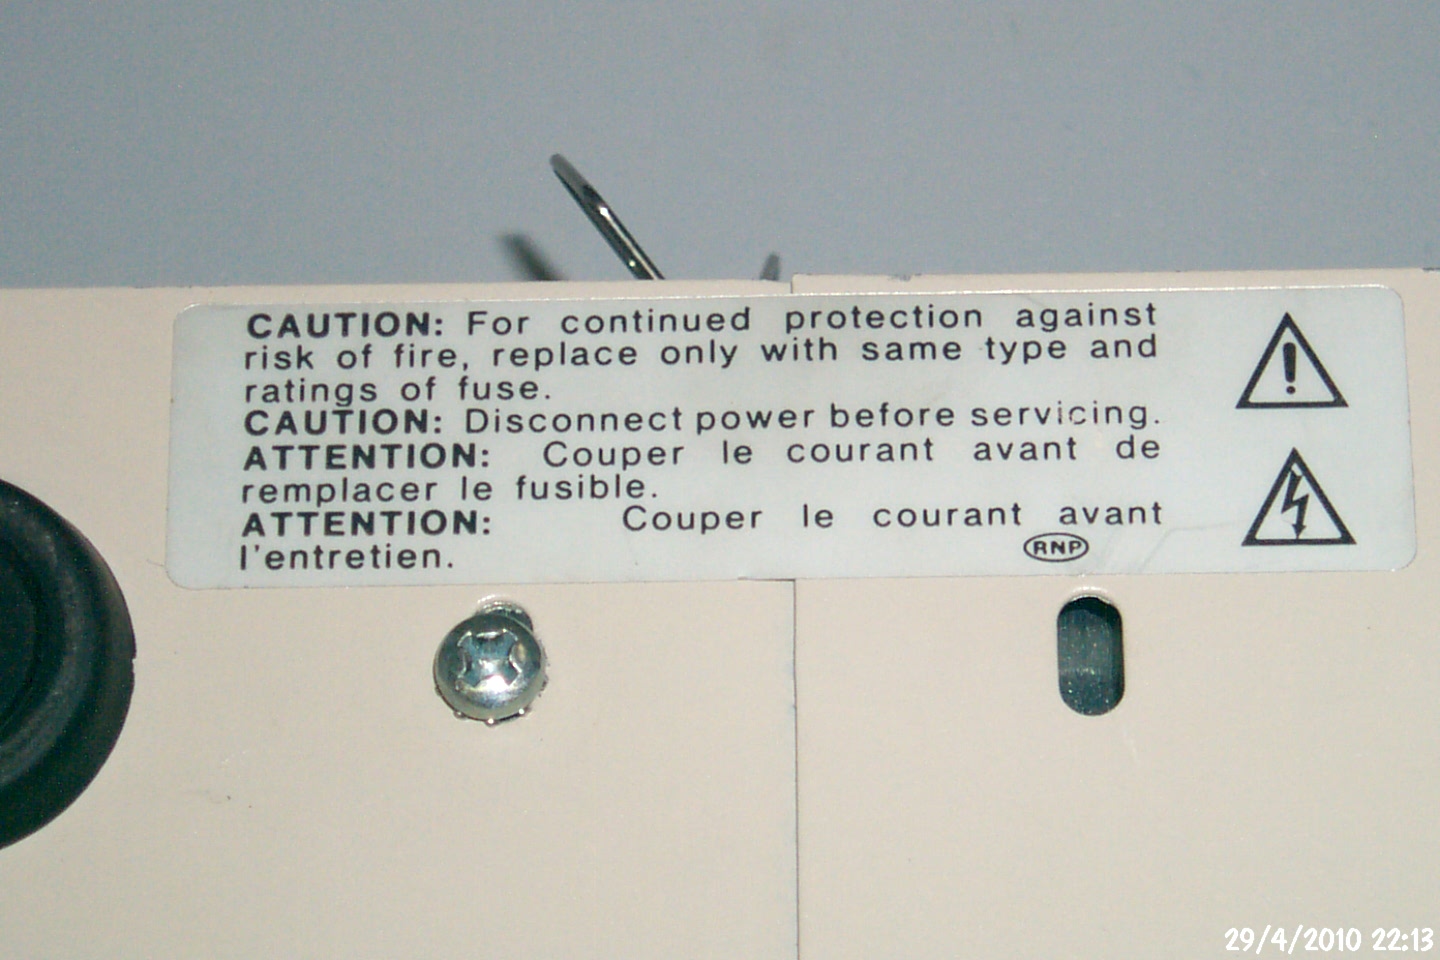 CAUTION: For continued protection against
risk of fire, replace only with same type and
ratings of fuse.
CAUTION: Disconnect power before servicing.
ATTENTION: Couper le courant avant de
remplacer le fusible.
ATTENTION: Couper le courant avant
l'entretien.
RNP
29/4/2010 22:13